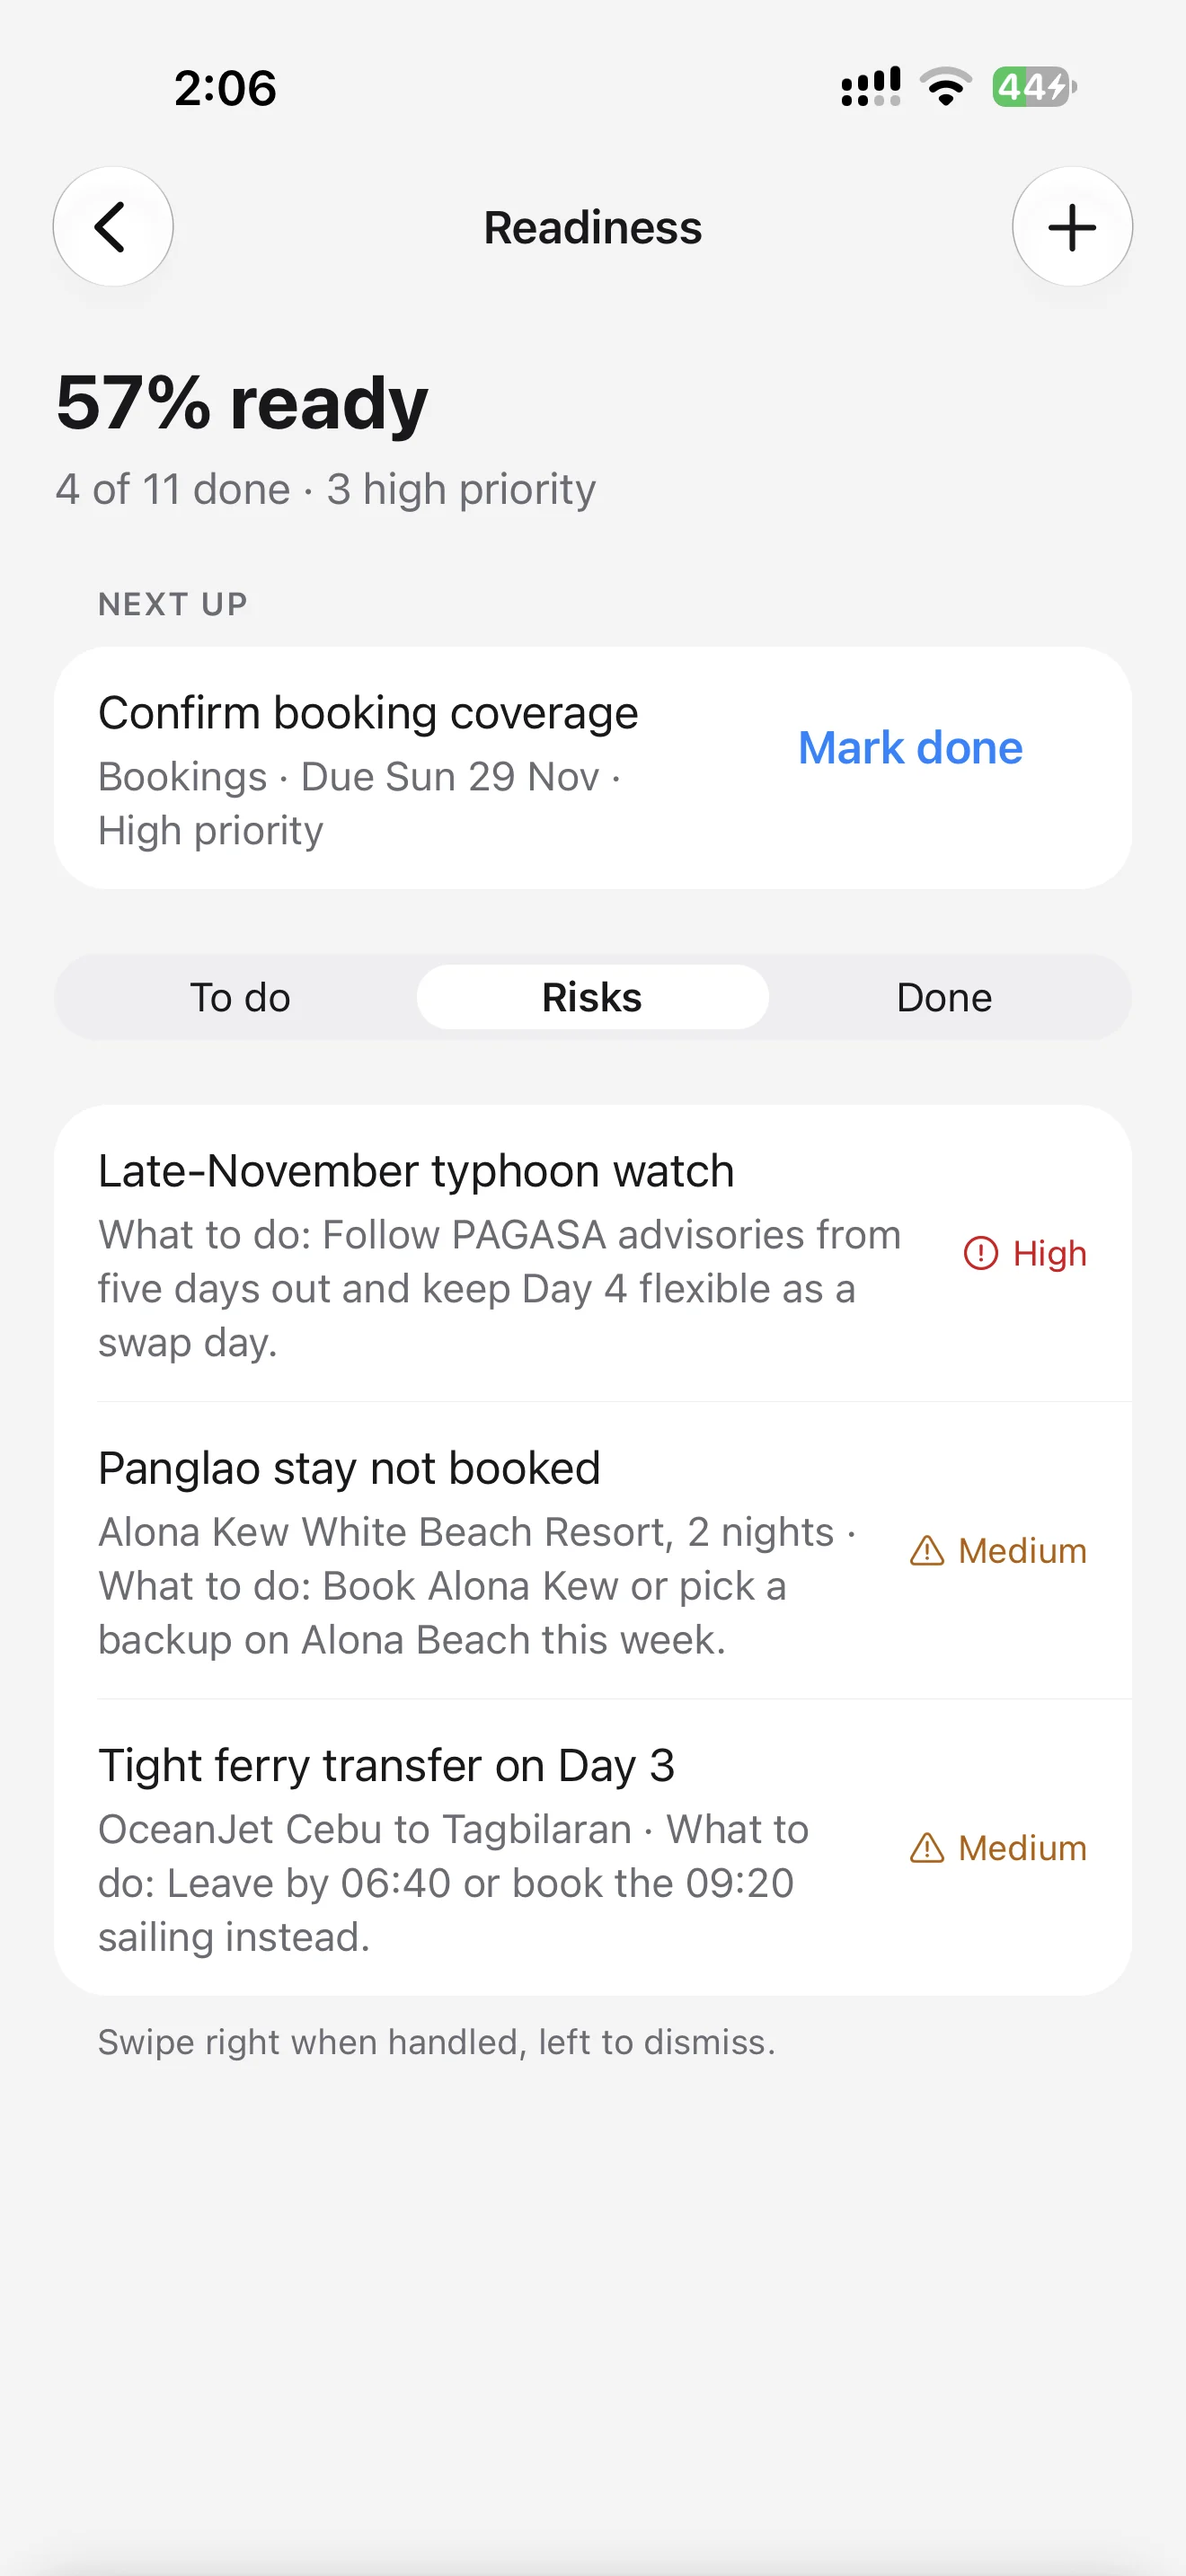 2:06
44
Readiness
57% ready
4 of 11 done · 3 high priority
NEXT UP
Confirm booking coverage
Bookings · Due Sun 29 Nov ·
High priority
Mark done
To do
Risks
Done
Late-November typhoon watch
What to do: Follow PAGASA advisories from
five days out and keep Day 4 flexible as a
swap day.
High
Panglao stay not booked
Alona Kew White Beach Resort, 2 nights ·
What to do: Book Alona Kew or pick a
backup on Alona Beach this week.
Medium
Tight ferry transfer on Day 3
OceanJet Cebu to Tagbilaran · What to
do: Leave by 06:40 or book the 09:20
sailing instead.
Medium
Swipe right when handled, left to dismiss.